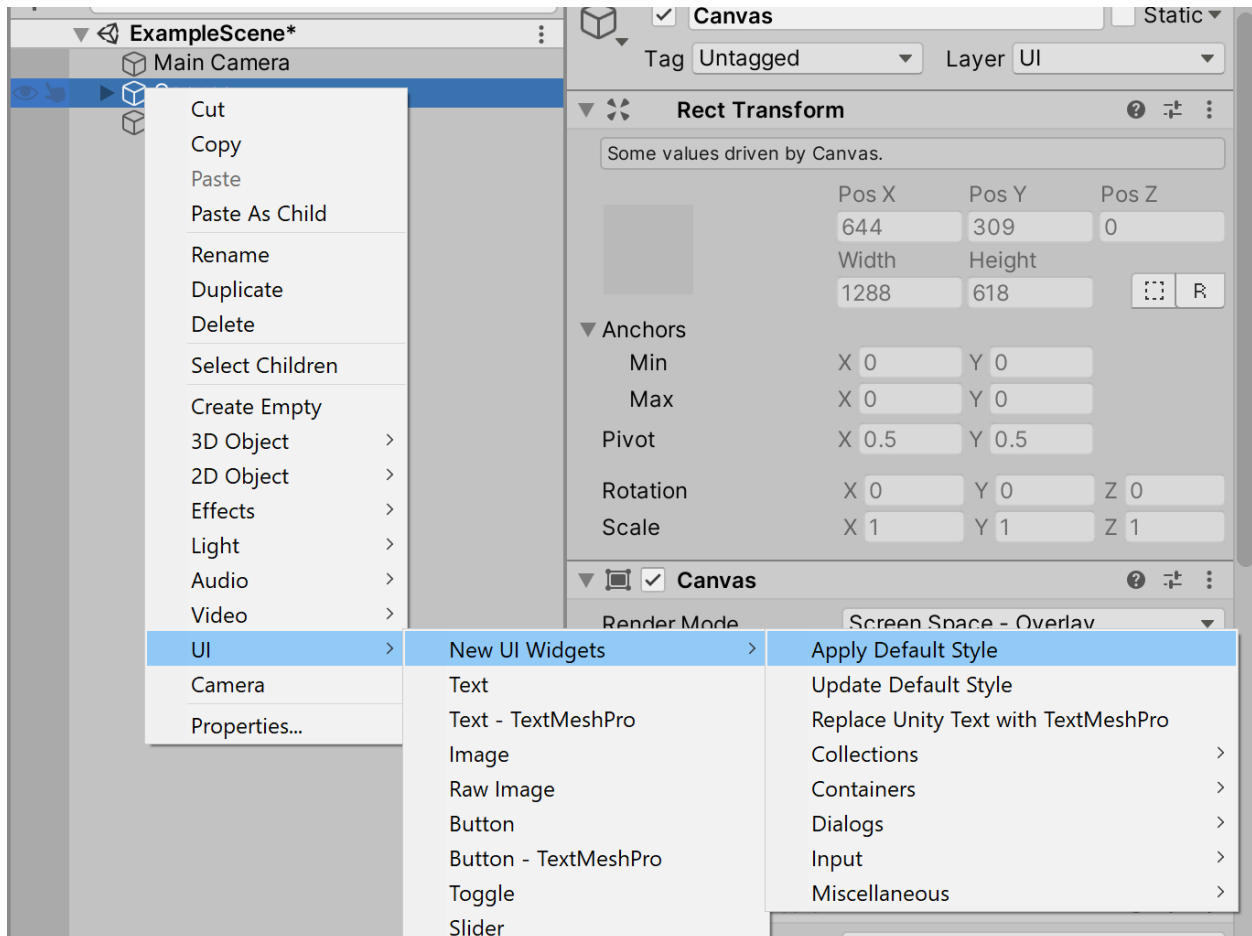 ExampleScene*
Main Camera
Cut
Copy
Paste
Paste As Child
Rename
Duplicate
Delete
Select Children
Create Empty
3D Object
2D Object
Effects
Light
Audio
Video
UI
Camera
Properties...
New UI Widgets
Text
Text - TextMeshPro
Image
Raw Image
Button
Button - TextMeshPro
Toggle
Slider
Apply Default Style
Update Default Style
Replace Unity Text with TextMeshPro
Collections
Containers
Dialogs
Input
Miscellaneous
Canvas Static
Tag Untagged Layer UI
Rect Transform
Some values driven by Canvas.
Pos X Pos Y Pos Z
644 309 0
Width Height
1288 618
R
Anchors
Min X 0 Y 0
Max X 0 Y 0
Pivot X 0.5 Y 0.5
Rotation X 0 Y 0 Z 0
Scale X 1 Y 1 Z 1
Canvas
Render Mode Screen Space - Overlay